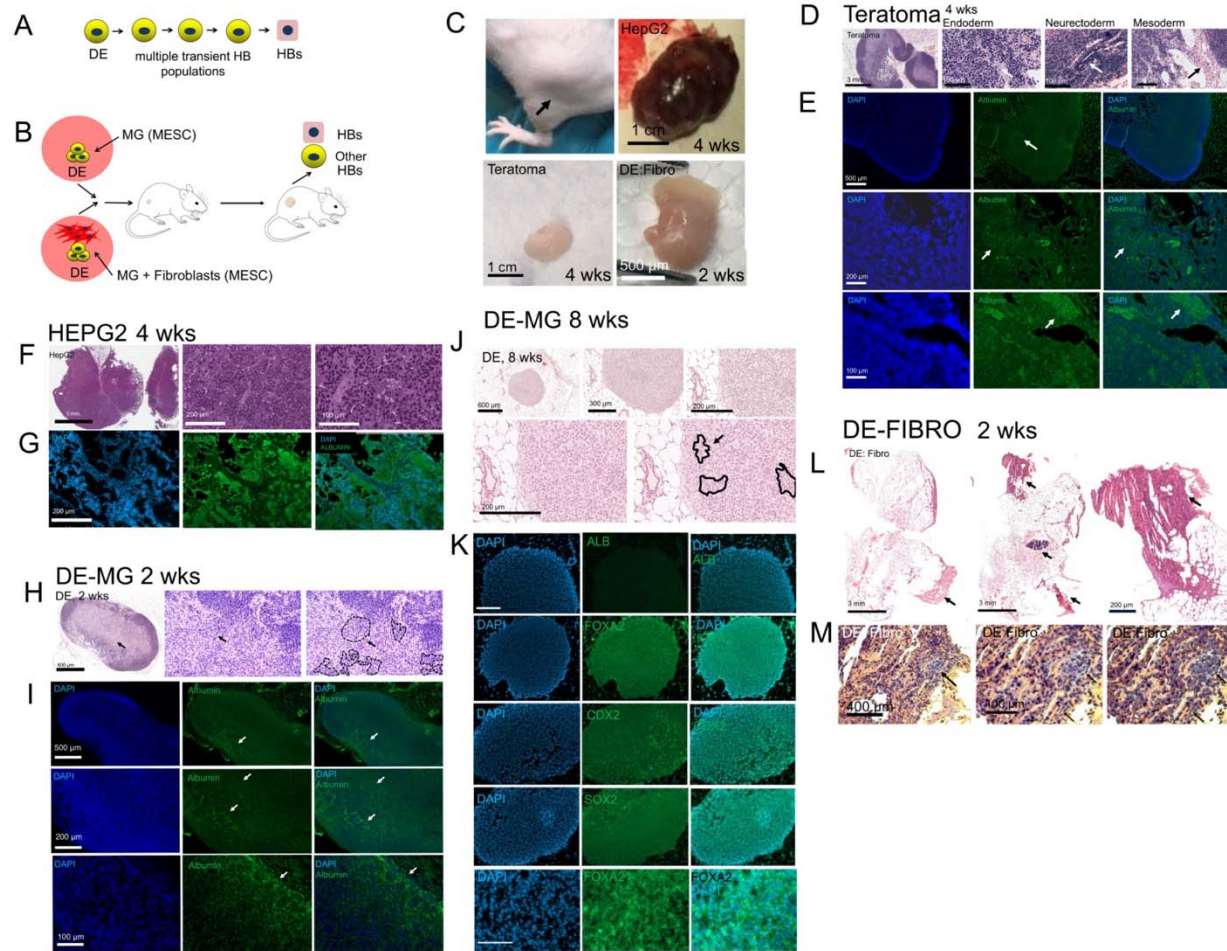 A
DE
multiple transient HB
populations
HBs
B
MG (MESC)
DE
DE
MG + Fibroblasts (MESC)
HBs
Other
HBs
C
HepG2
1 cm
4 wks
Teratoma
1 cm
4 wks
DE:Fibro
500 µm
2 wks
D
Teratoma 4 wks
Endoderm
Neurectoderm
Mesoderm
Teratoma
3 mm
100 µm
100 µm
E
DAPI
Albumin
DAPI
Albumin
500 µm
DAPI
Albumin
DAPI
Albumin
200 µm
DAPI
Albumin
DAPI
Albumin
100 µm
HEPG2 4 wks
F
HepG2
200 µm
100 µm
G
DAPI
ALBUMIN
DAPI
ALBUMIN
200 µm
DE-MG 2 wks
H
DE, 2 wks
600 µm
I
DAPI
Albumin
DAPI
Albumin
500 µm
DAPI
Albumin
DAPI
Albumin
200 µm
DAPI
Albumin
DAPI
Albumin
100 µm
DE-MG 8 wks
J
DE, 8 wks
600 µm
300 µm
200 µm
200 µm
K
DAPI
ALB
DAPI
ALB
DAPI
FOXA2
DAPI
DAPI
CDX2
DAPI
DAPI
SOX2
DAPI
DAPI
FOXA2
FOXA2
DE-FIBRO 2 wks
L
DE: Fibro
3 mm
3 mm
200 µm
M
DE: Fibro
400 µm
DE:Fibro
100 µm
DE:Fibro